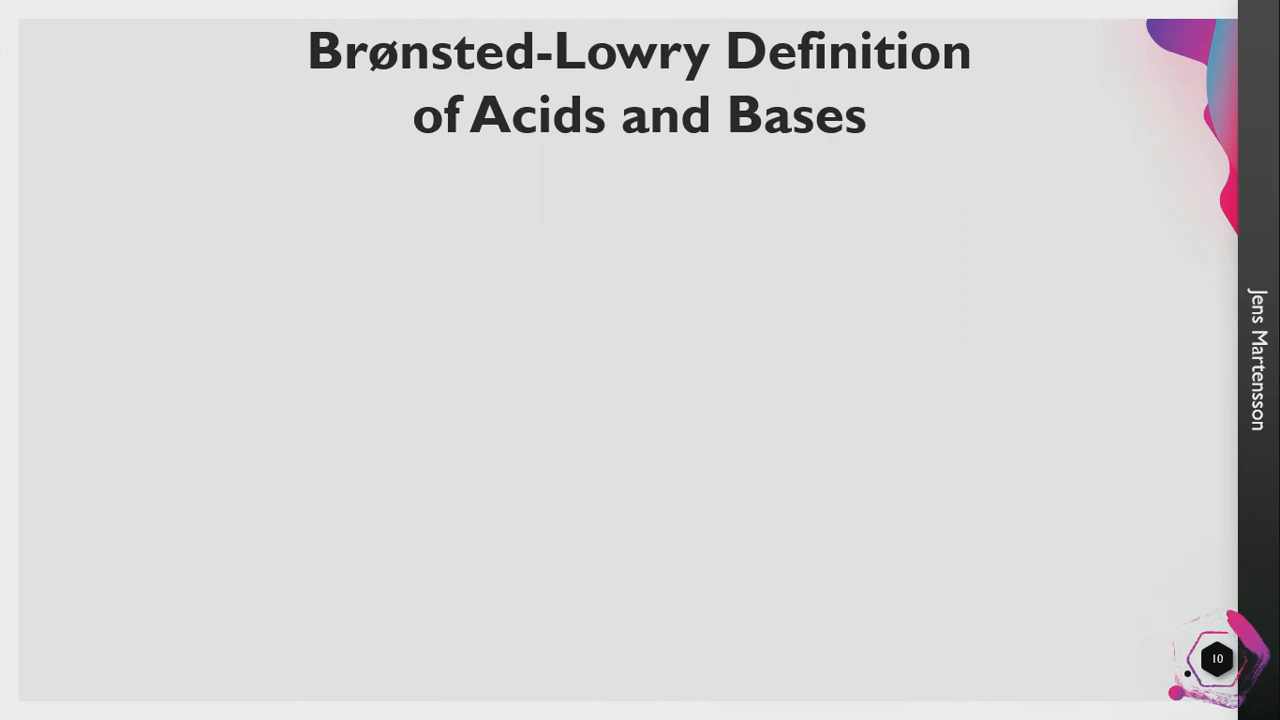 Brønsted-Lowry Definition
of Acids and Bases
Jens Martensson
10